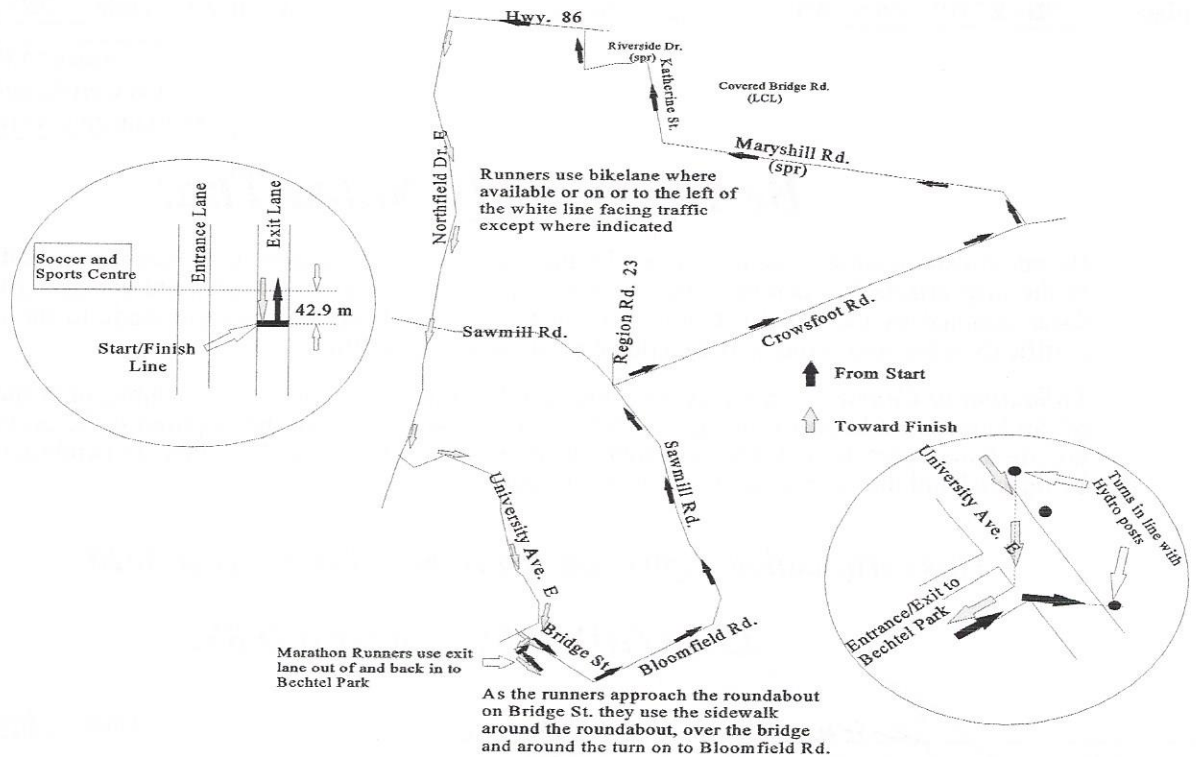 Hwy. 86
Riverside Dr.
(spr)
Katherine St.
Covered Bridge Rd.
(LCL)
Maryshill Rd.
(spr)
Northfield Dr. E
Runners use bikelane where
available or on or to the left of
the white line facing traffic
except where indicated
Entrance Lane
Exit Lane
Soccer and
Sports Centre
42.9 m
Start/Finish
Line
Sawmill Rd.
Region Rd. 23
Crowsfoot Rd.
From Start
Toward Finish
University Ave. E
Sawmill Rd.
Bridge St.
Bloomfield Rd.
Marathon Runners use exit
lane out of and back in to
Bechtel Park
As the runners approach the roundabout
on Bridge St. they use the sidewalk
around the roundabout, over the bridge
and around the turn on to Bloomfield Rd.
University Ave. E
Turns in line with
Hydro posts
Entrance/Exit to
Bechtel Park